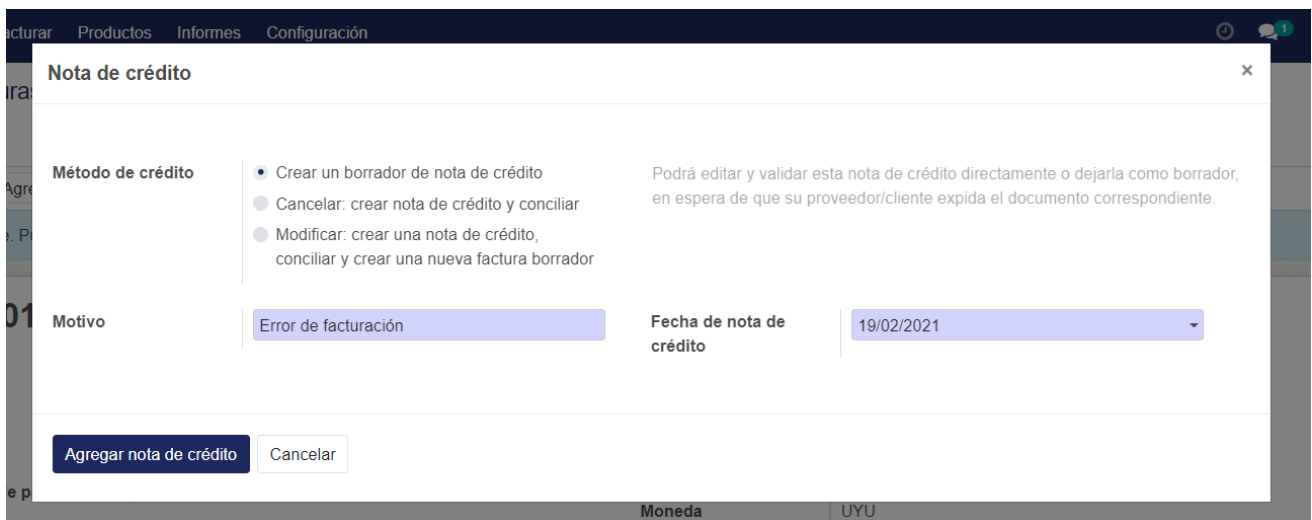 Productos Informes Configuración
1
Nota de crédito
×
Método de crédito
Crear un borrador de nota de crédito
Cancelar: crear nota de crédito y conciliar
Modificar: crear una nota de crédito,
conciliar y crear una nueva factura borrador
Podrá editar y validar esta nota de crédito directamente o dejarla como borrador,
en espera de que su proveedor/cliente expida el documento correspondiente.
01
Motivo
Error de facturación
Fecha de nota de
crédito
19/02/2021
Agregar nota de crédito
Cancelar
Moneda
UYU